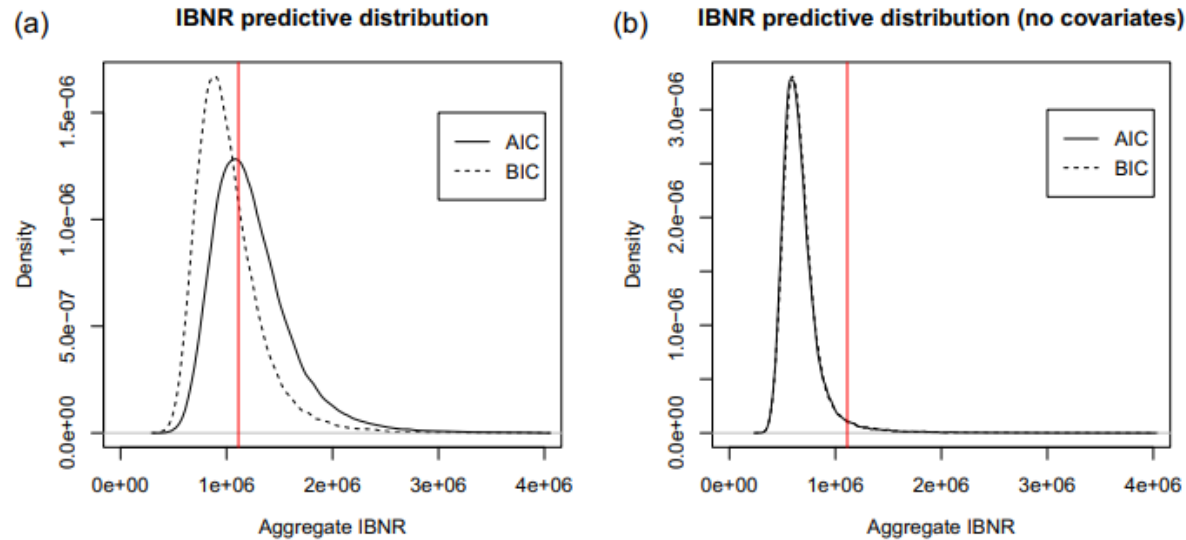 (a) IBNR predictive distribution
Density
0.0e+00 5.0e−07 1.0e−06 1.5e−06
AIC
BIC
0e+00 1e+06 2e+06 3e+06 4e+06
Aggregate IBNR
(b) IBNR predictive distribution (no covariates)
Density
0.0e+00 1.0e−06 2.0e−06 3.0e−06
AIC
BIC
0e+00 1e+06 2e+06 3e+06 4e+06
Aggregate IBNR